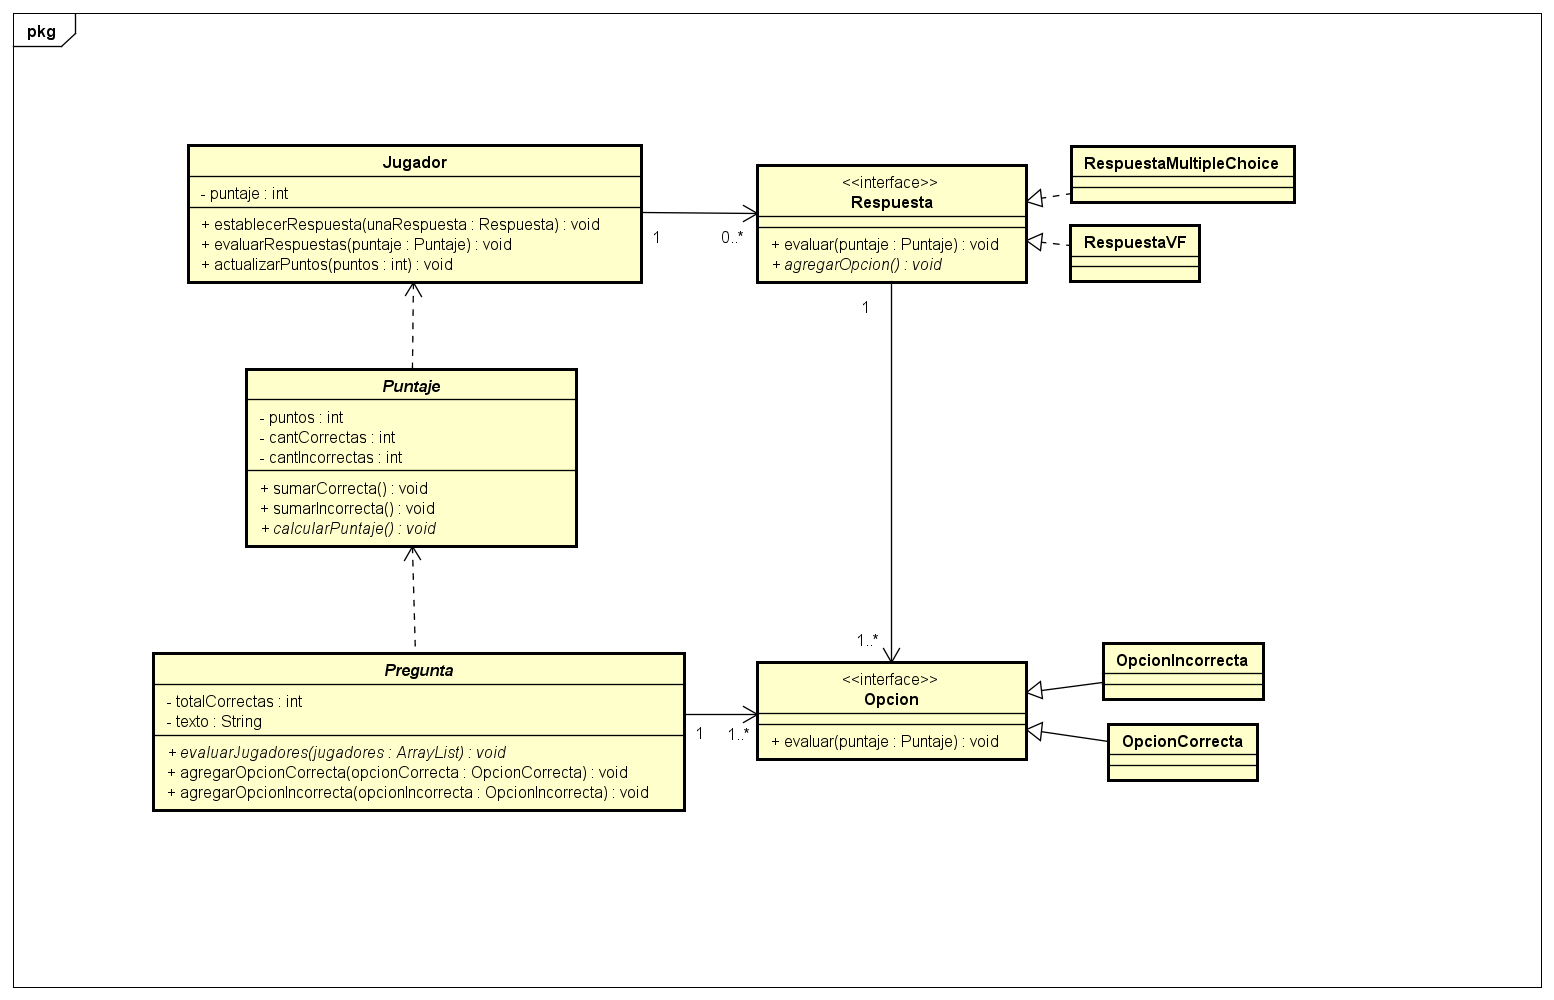 pkg
Jugador
- puntaje : int
+ establecerRespuesta(unaRespuesta : Respuesta) : void
+ evaluarRespuestas(puntaje : Puntaje) : void
+ actualizarPuntos(puntos : int) : void
1
0..*
<<interface>>
Respuesta
+ evaluar(puntaje : Puntaje) : void
+ agregarOpcion() : void
RespuestaMultipleChoice
RespuestaVF
1
1..*
Puntaje
- puntos : int
- cantCorrectas : int
- cantIncorrectas : int
+ sumarCorrecta() : void
+ sumarIncorrecta() : void
+ calcularPuntaje() : void
Pregunta
- totalCorrectas : int
- texto : String
+ evaluarJugadores(jugadores : ArrayList) : void
+ agregarOpcionCorrecta(opcionCorrecta : OpcionCorrecta) : void
+ agregarOpcionIncorrecta(opcionIncorrecta : OpcionIncorrecta) : void
1
1..*
<<interface>>
Opcion
+ evaluar(puntaje : Puntaje) : void
OpcionIncorrecta
OpcionCorrecta